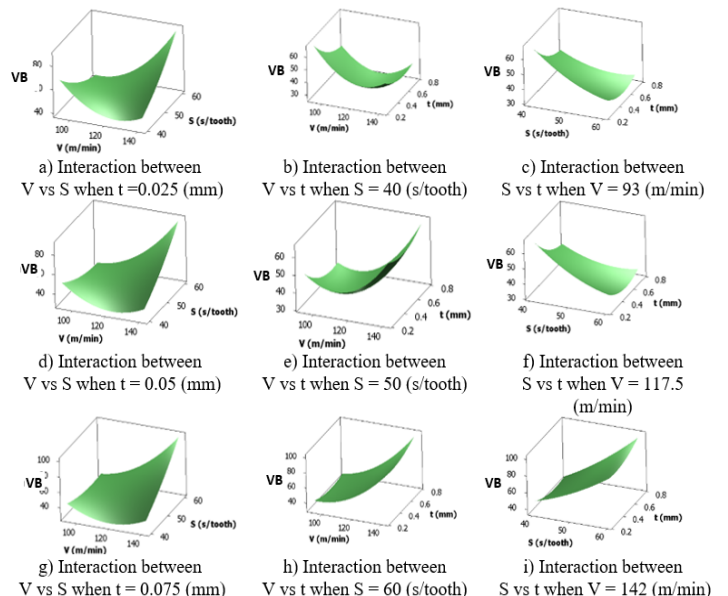 80
VB
40
100
120
140
V (m/min)
40
50
60
S (s/tooth)
a) Interaction between
V vs S when t =0.025 (mm)
60
VB
50
40
30
100
120
140
V (m/min)
0.2
0.4
0.6
0.8
t (mm)
b) Interaction between
V vs t when S = 40 (s/tooth)
60
VB
50
40
30
40
50
60
S (s/tooth)
0.2
0.4
0.6
0.8
t (mm)
c) Interaction between
S vs t when V = 93 (m/min)
80
VB
40
100
120
140
V (m/min)
40
50
60
S (s/tooth)
d) Interaction between
V vs S when t = 0.05 (mm)
60
VB
50
40
30
100
120
140
V (m/min)
0.2
0.4
0.6
0.8
t (mm)
e) Interaction between
V vs t when S = 50 (s/tooth)
60
VB
50
40
30
40
50
60
S (s/tooth)
0.2
0.4
0.6
0.8
t (mm)
f) Interaction between
S vs t when V = 117.5
(m/min)
100
VB
40
100
120
140
V (m/min)
40
50
60
S (s/tooth)
g) Interaction between
V vs S when t = 0.075 (mm)
100
80
VB
60
40
100
120
140
V (m/min)
0.2
0.4
0.6
0.8
t (mm)
h) Interaction between
V vs t when S = 60 (s/tooth)
100
80
VB
60
40
40
50
60
S (s/tooth)
0.2
0.4
0.6
0.8
t (mm)
i) Interaction between
S vs t when V = 142 (m/min)